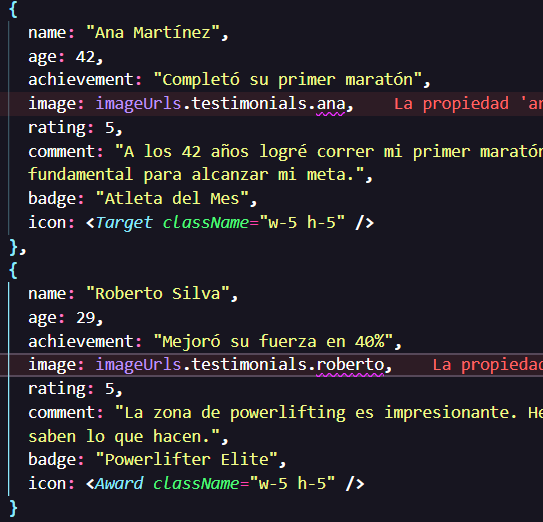 {
name: "Ana Martínez",
age: 42,
achievement: "Completó su primer maratón",
image: imageUrls.testimonials.ana, La propiedad 'an
rating: 5,
comment: "A los 42 años logré correr mi primer maratón
fundamental para alcanzar mi meta.",
badge: "Atleta del Mes",
icon: <Target className="w-5 h-5" />
},
{
name: "Roberto Silva",
age: 29,
achievement: "Mejoró su fuerza en 40%",
image: imageUrls.testimonials.roberto, La propiedad
rating: 5,
comment: "La zona de powerlifting es impresionante. He
saben lo que hacen.",
badge: "Powerlifter Elite",
icon: <Award className="w-5 h-5" />
}